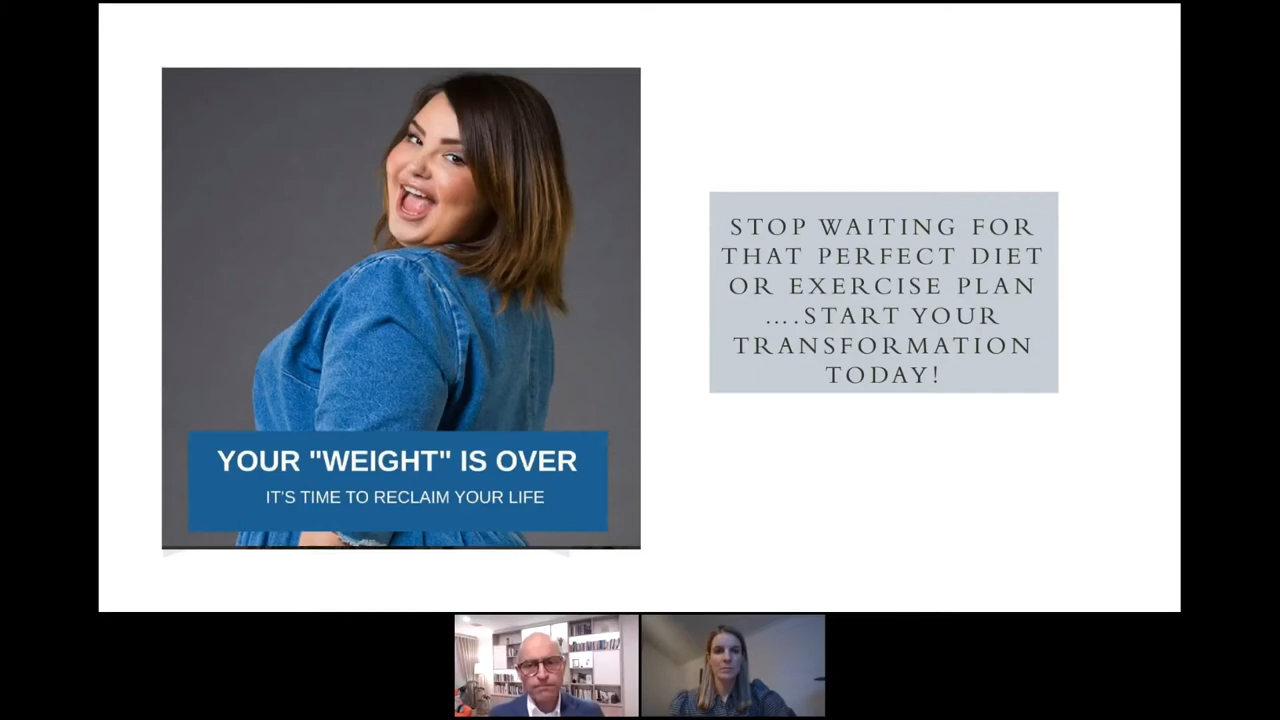 YOUR "WEIGHT" IS OVER
IT'S TIME TO RECLAIM YOUR LIFE
STOP WAITING FOR
THAT PERFECT DIET
OR EXERCISE PLAN
....START YOUR
TRANSFORMATION
TODAY!